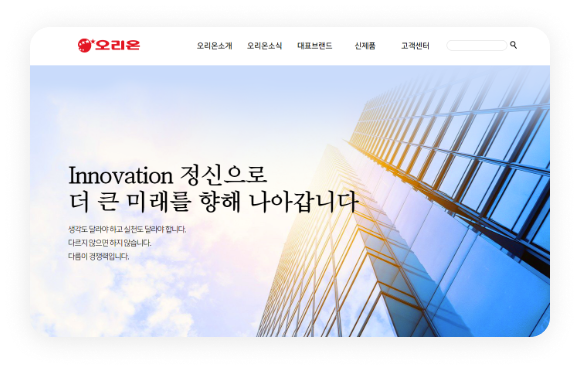 오리온
오리온소개 오리온소식 대표브랜드 신제품 고객센터
Innovation 정신으로
더 큰 미래를 향해 나아갑니다
생각도 달라야 하고 실천도 달라야 합니다.
다르지 않으면 하지 않습니다.
다름이 경쟁력입니다.